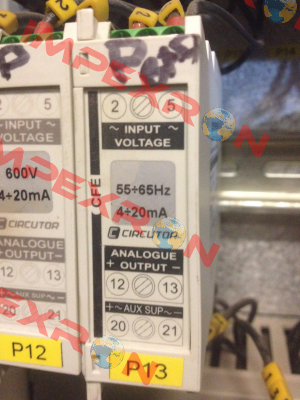 2 5
~ INPUT ~
VOLTAGE
600V
4÷20mA
CIRCUTOR
ANALOGUE
+ OUTPUT -
12 13
+~ AUX SUP ~-
20 21
P12
2 5
~ INPUT ~
VOLTAGE
CFE
55÷65Hz
4÷20mA
CIRCUTOR
ANALOGUE
+ OUTPUT -
12 13
+~ AUX SUP ~-
20 21
P13
P14
IMPEXRON
IMPEXRON
IMPEXRON